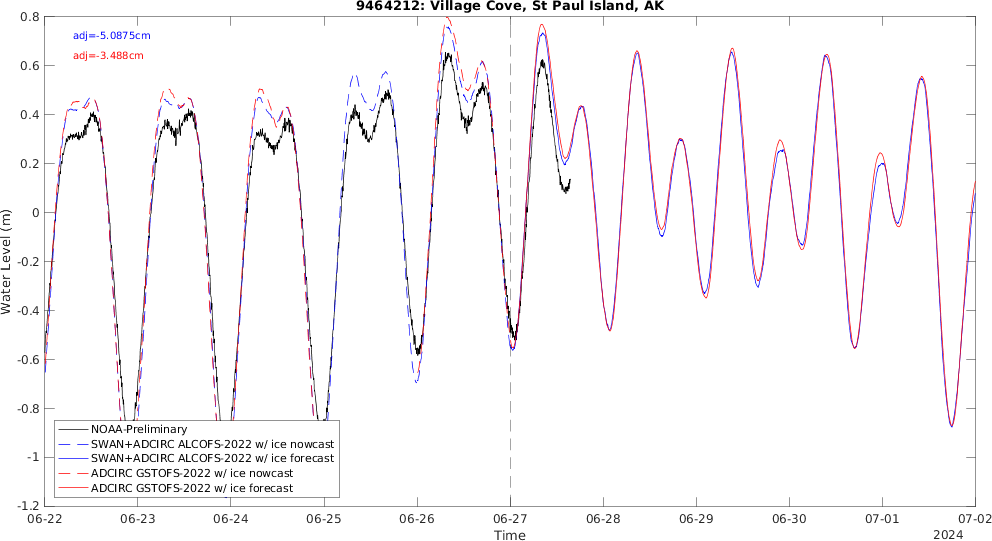 9464212: Village Cove, St Paul Island, AK
adj=-5.0875cm
adj=-3.488cm
Water Level (m)
0.8
0.6
0.4
0.2
0
-0.2
-0.4
-0.6
-0.8
-1
-1.2
NOAA-Preliminary
SWAN+ADCIRC ALCOFS-2022 w/ ice nowcast
SWAN+ADCIRC ALCOFS-2022 w/ ice forecast
ADCIRC GSTOFS-2022 w/ ice nowcast
ADCIRC GSTOFS-2022 w/ ice forecast
06-22 06-23 06-24 06-25 06-26 06-27 06-28 06-29 06-30 07-01 07-02
Time
2024